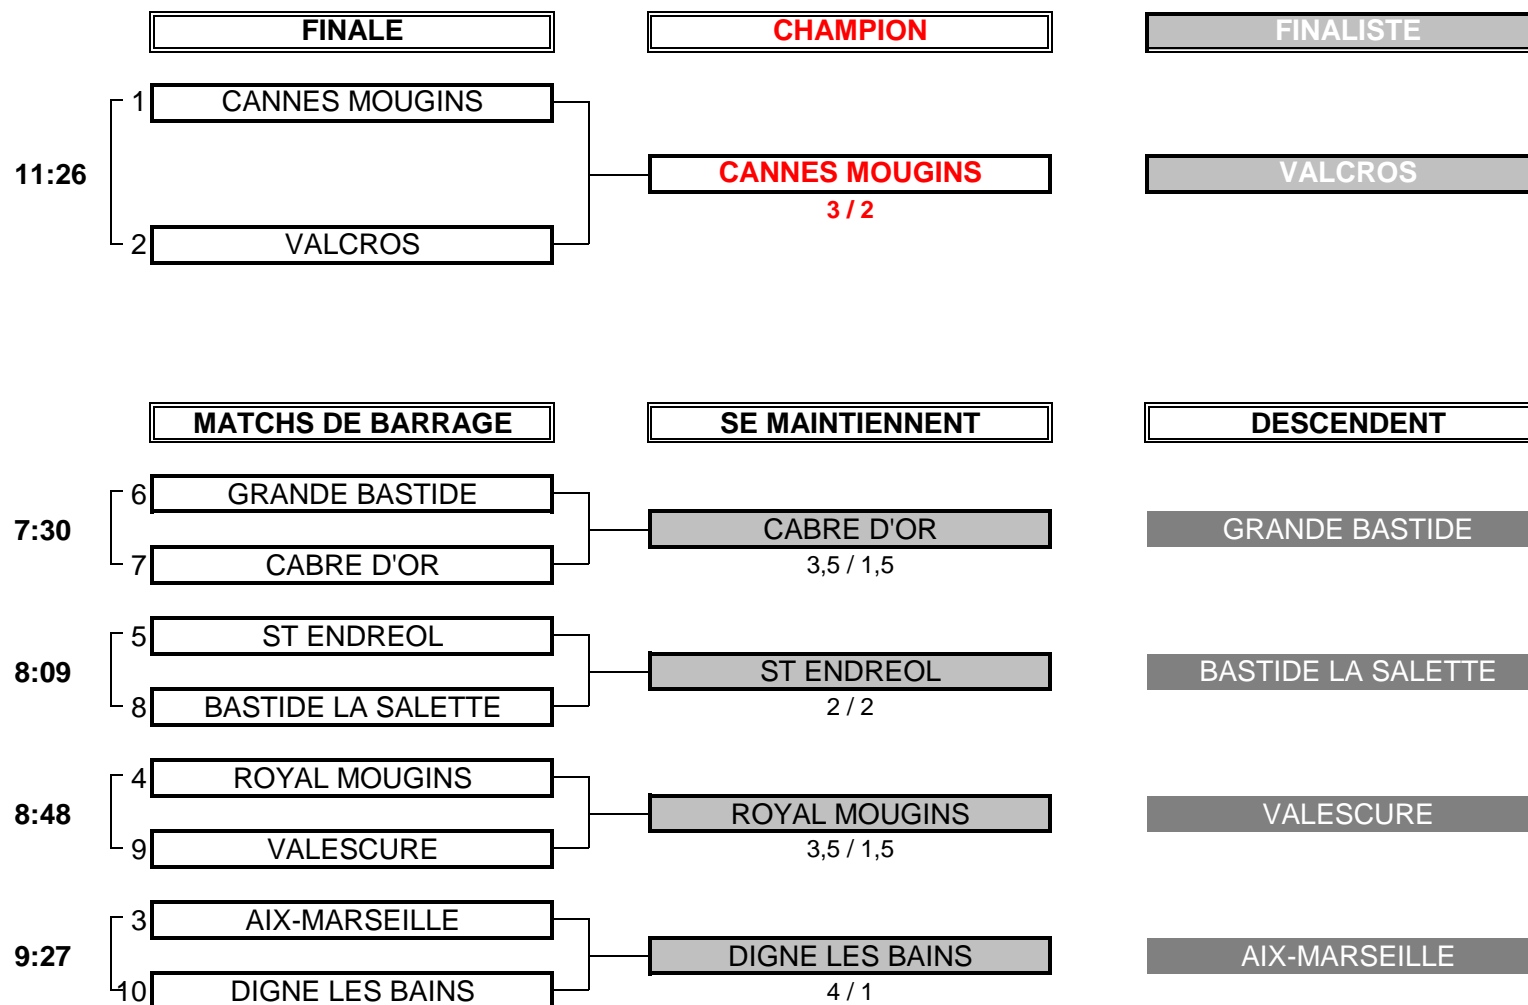 FINALE CHAMPION FINALISTE
1 CANNES MOUGINS
11:26 CANNES MOUGINS VALCROS
3 / 2
2 VALCROS
MATCHS DE BARRAGE SE MAINTIENNENT DESCENDENT
6 GRANDE BASTIDE
7:30 CABRE D'OR GRANDE BASTIDE
7 CABRE D'OR 3,5 / 1,5
5 ST ENDREOL
8:09 ST ENDREOL BASTIDE LA SALETTE
8 BASTIDE LA SALETTE 2 / 2
4 ROYAL MOUGINS
8:48 ROYAL MOUGINS VALESCURE
9 VALESCURE 3,5 / 1,5
3 AIX-MARSEILLE
9:27 DIGNE LES BAINS AIX-MARSEILLE
10 DIGNE LES BAINS 4 / 1